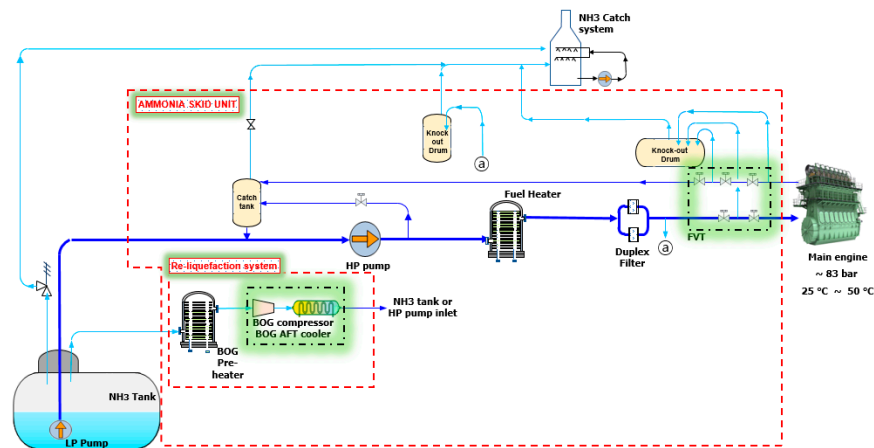 NH3 Catch
system
AMMONIA SKID UNIT
Knock
out
Drum
a
Knock-out
Drum
Catch
tank
Fuel Heater
HP pump
Duplex
Filter
a
FVT
Main engine
~ 83 bar
25 °C ~ 50 °C
Re-liquefaction system
BOG compressor
BOG AFT cooler
NH3 tank or
HP pump inlet
BOG
Pre-
heater
NH3 Tank
LP Pump